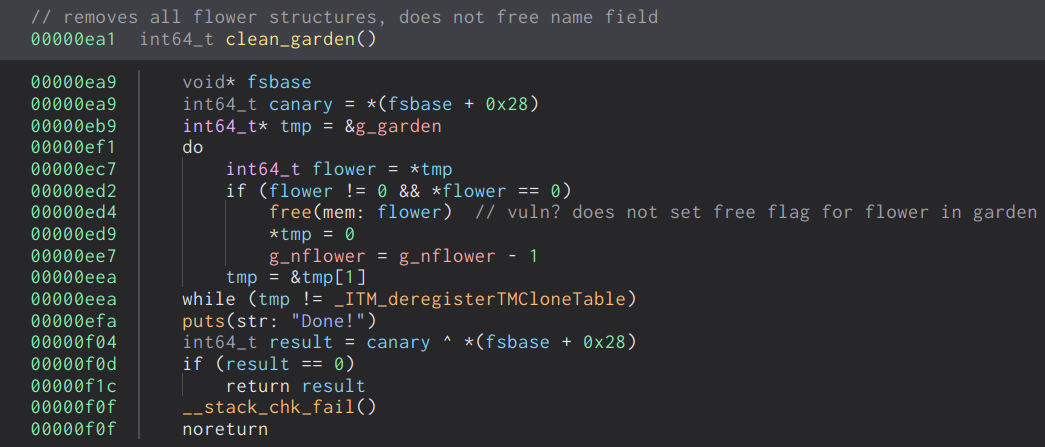 // removes all flower structures, does not free name field
00000ea1  int64_t clean_garden()
00000ea9      void* fsbase
00000ea9      int64_t canary = *(fsbase + 0x28)
00000eb9      int64_t* tmp = &g_garden
00000ef1      do
00000ec7          int64_t flower = *tmp
00000ed2          if (flower != 0 && *flower == 0)
00000ed4              free(mem: flower)  // vuln? does not set free flag for flower in garden
00000ed9              *tmp = 0
00000ee7              g_nflower = g_nflower - 1
00000eea          tmp = &tmp[1]
00000eea      while (tmp != _ITM_deregisterTMCloneTable)
00000efa      puts(str: "Done!")
00000f04      int64_t result = canary ^ *(fsbase + 0x28)
00000f0d      if (result == 0)
00000f1c          return result
00000f0f      __stack_chk_fail()
00000f0f      noreturn